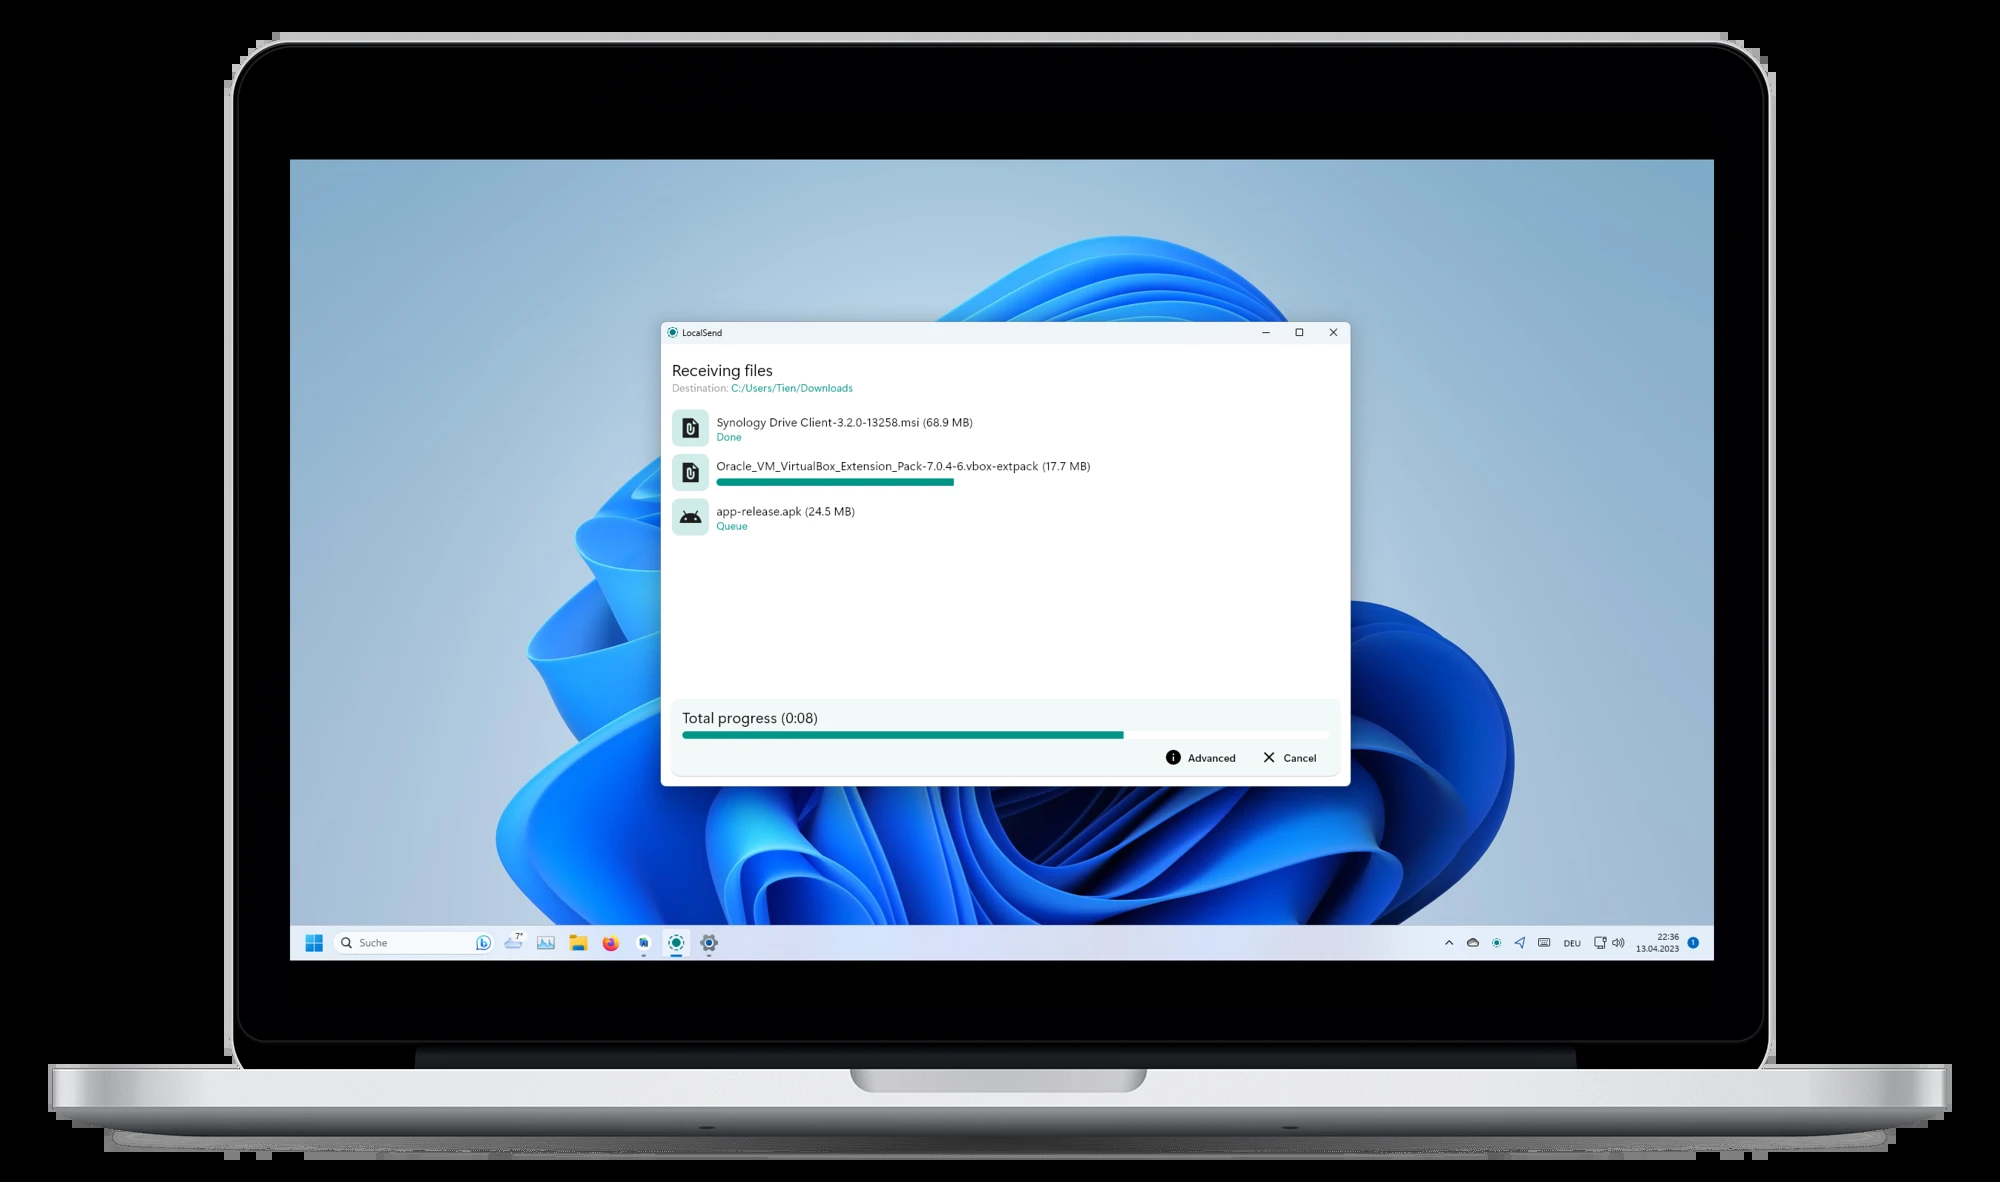 LocalSend
Receiving files
Destination: C:/Users/Tien/Downloads
Synology Drive Client-3.2.0-13258.msi (68.9 MB)
Done
Oracle_VM_VirtualBox_Extension_Pack-7.0.4-6.vbox-extpack (17.7 MB)
app-release.apk (24.5 MB)
Queue
Total progress (0:08)
Advanced
Cancel
Suche
7°
DEU
22:36
13.04.2023
1